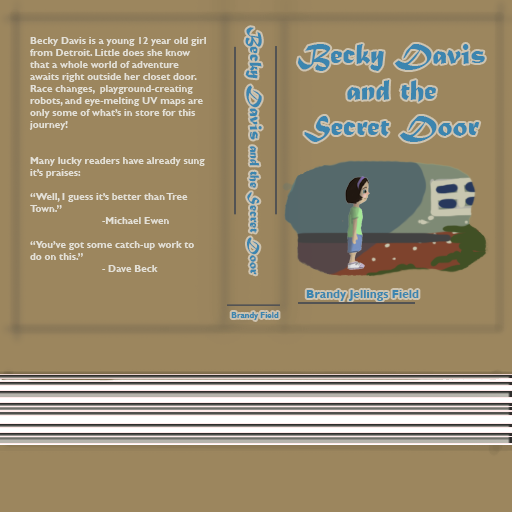 Becky Davis is a young 12 year old girl
from Detroit. Little does she know
that a whole world of adventure
awaits right outside her closet door.
Race changes,  playground-creating
robots, and eye-melting UV maps are
only some of what's in store for this
journey!
Many lucky readers have already sung
it's praises:
“Well, I guess it's better than Tree
Town.”
-Michael Ewen
“You've got some catch-up work to
do on this.”
- Dave Beck
Becky Davis and the Secret Door
Brandy Field
Becky Davis
and the
Secret Door
Brandy Jellings Field